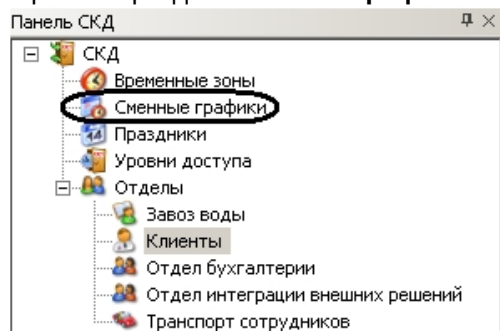 Панель СКД
СКД
Временные зоны
Сменные графики
Праздники
Уровни доступа
Отделы
Завоз воды
Клиенты
Отдел бухгалтерии
Отдел интеграции внешних решений
Транспорт сотрудников